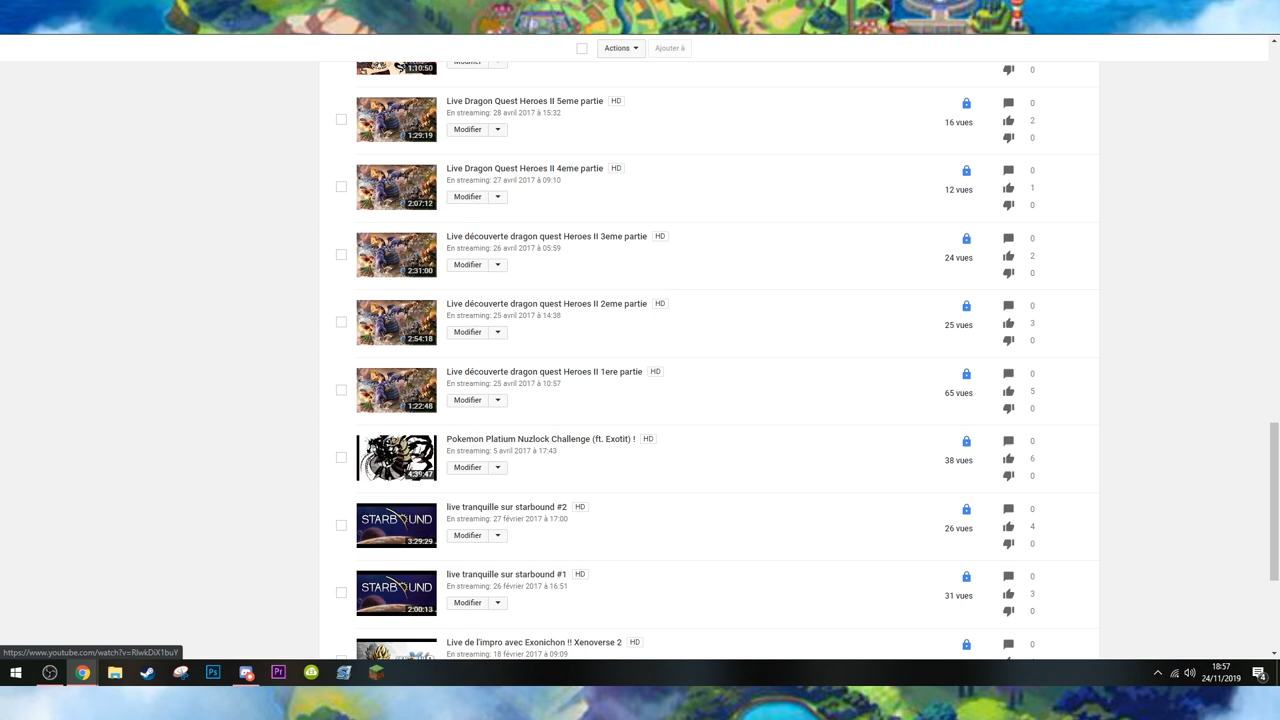 Actions
Ajouter à
1:10:50
Modifier
0
Live Dragon Quest Heroes II 5eme partie HD
En streaming: 28 avril 2017 à 15:32
Modifier
1:29:19
16 vues
0
2
0
Live Dragon Quest Heroes II 4eme partie HD
En streaming: 27 avril 2017 à 09:10
Modifier
2:07:12
12 vues
0
1
0
Live découverte dragon quest Heroes II 3eme partie HD
En streaming: 26 avril 2017 à 05:59
Modifier
2:31:00
24 vues
0
2
0
Live découverte dragon quest Heroes II 2eme partie HD
En streaming: 25 avril 2017 à 14:38
Modifier
2:54:18
25 vues
0
3
0
Live découverte dragon quest Heroes II 1ere partie HD
En streaming: 25 avril 2017 à 10:57
Modifier
1:22:48
65 vues
0
5
0
Pokemon Platium Nuzlock Challenge (ft. Exotit) ! HD
En streaming: 5 avril 2017 à 17:43
Modifier
4:39:47
38 vues
0
6
0
live tranquille sur starbound #2 HD
En streaming: 27 février 2017 à 17:00
Modifier
STARBOUND
3:29:29
26 vues
0
4
0
live tranquille sur starbound #1 HD
En streaming: 26 février 2017 à 16:51
Modifier
STARBOUND
2:00:13
31 vues
0
3
0
Live de l'impro avec Exonichon !! Xenoverse 2 HD
En streaming: 18 février 2017 à 09:09
0
Ps
Pr
18:57
24/11/2019
4